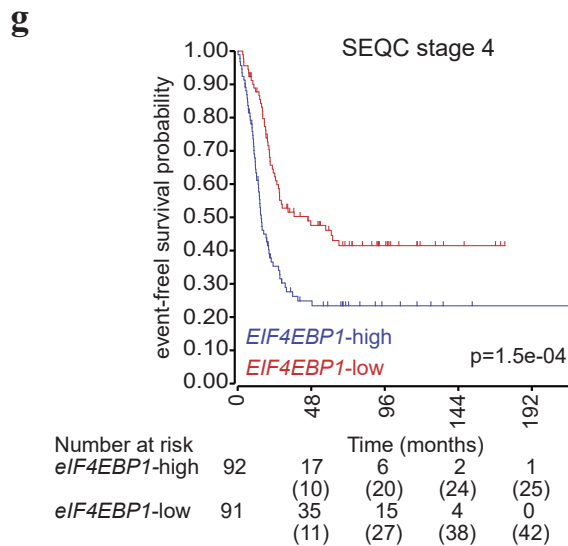 g
SEQC stage 4
event-freel survival probability
1.00
0.90
0.80
0.70
0.60
0.50
0.40
0.30
0.20
0.10
0.00
EIF4EBP1-high
EIF4EBP1-low
p=1.5e-04
0 48 96 144 192
Number at risk Time (months)
eIF4EBP1-high 92 17 6 2 1
(10) (20) (24) (25)
eIF4EBP1-low 91 35 15 4 0
(11) (27) (38) (42)